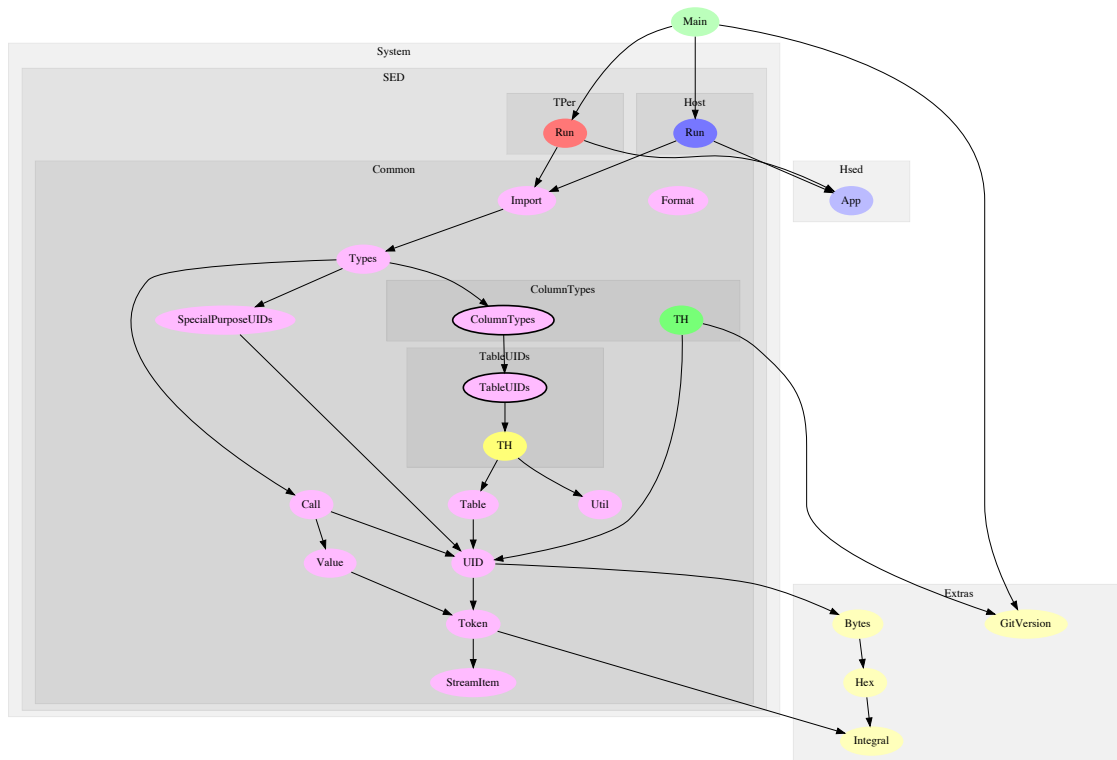 Main
System
SED
TPer
Host
Run
Run
Common
Hsed
Import
Format
App
Types
ColumnTypes
SpecialPurposeUIDs
ColumnTypes
TH
TableUIDs
TableUIDs
TH
Call
Table
Util
Value
UID
Extras
Token
Bytes
GitVersion
StreamItem
Hex
Integral